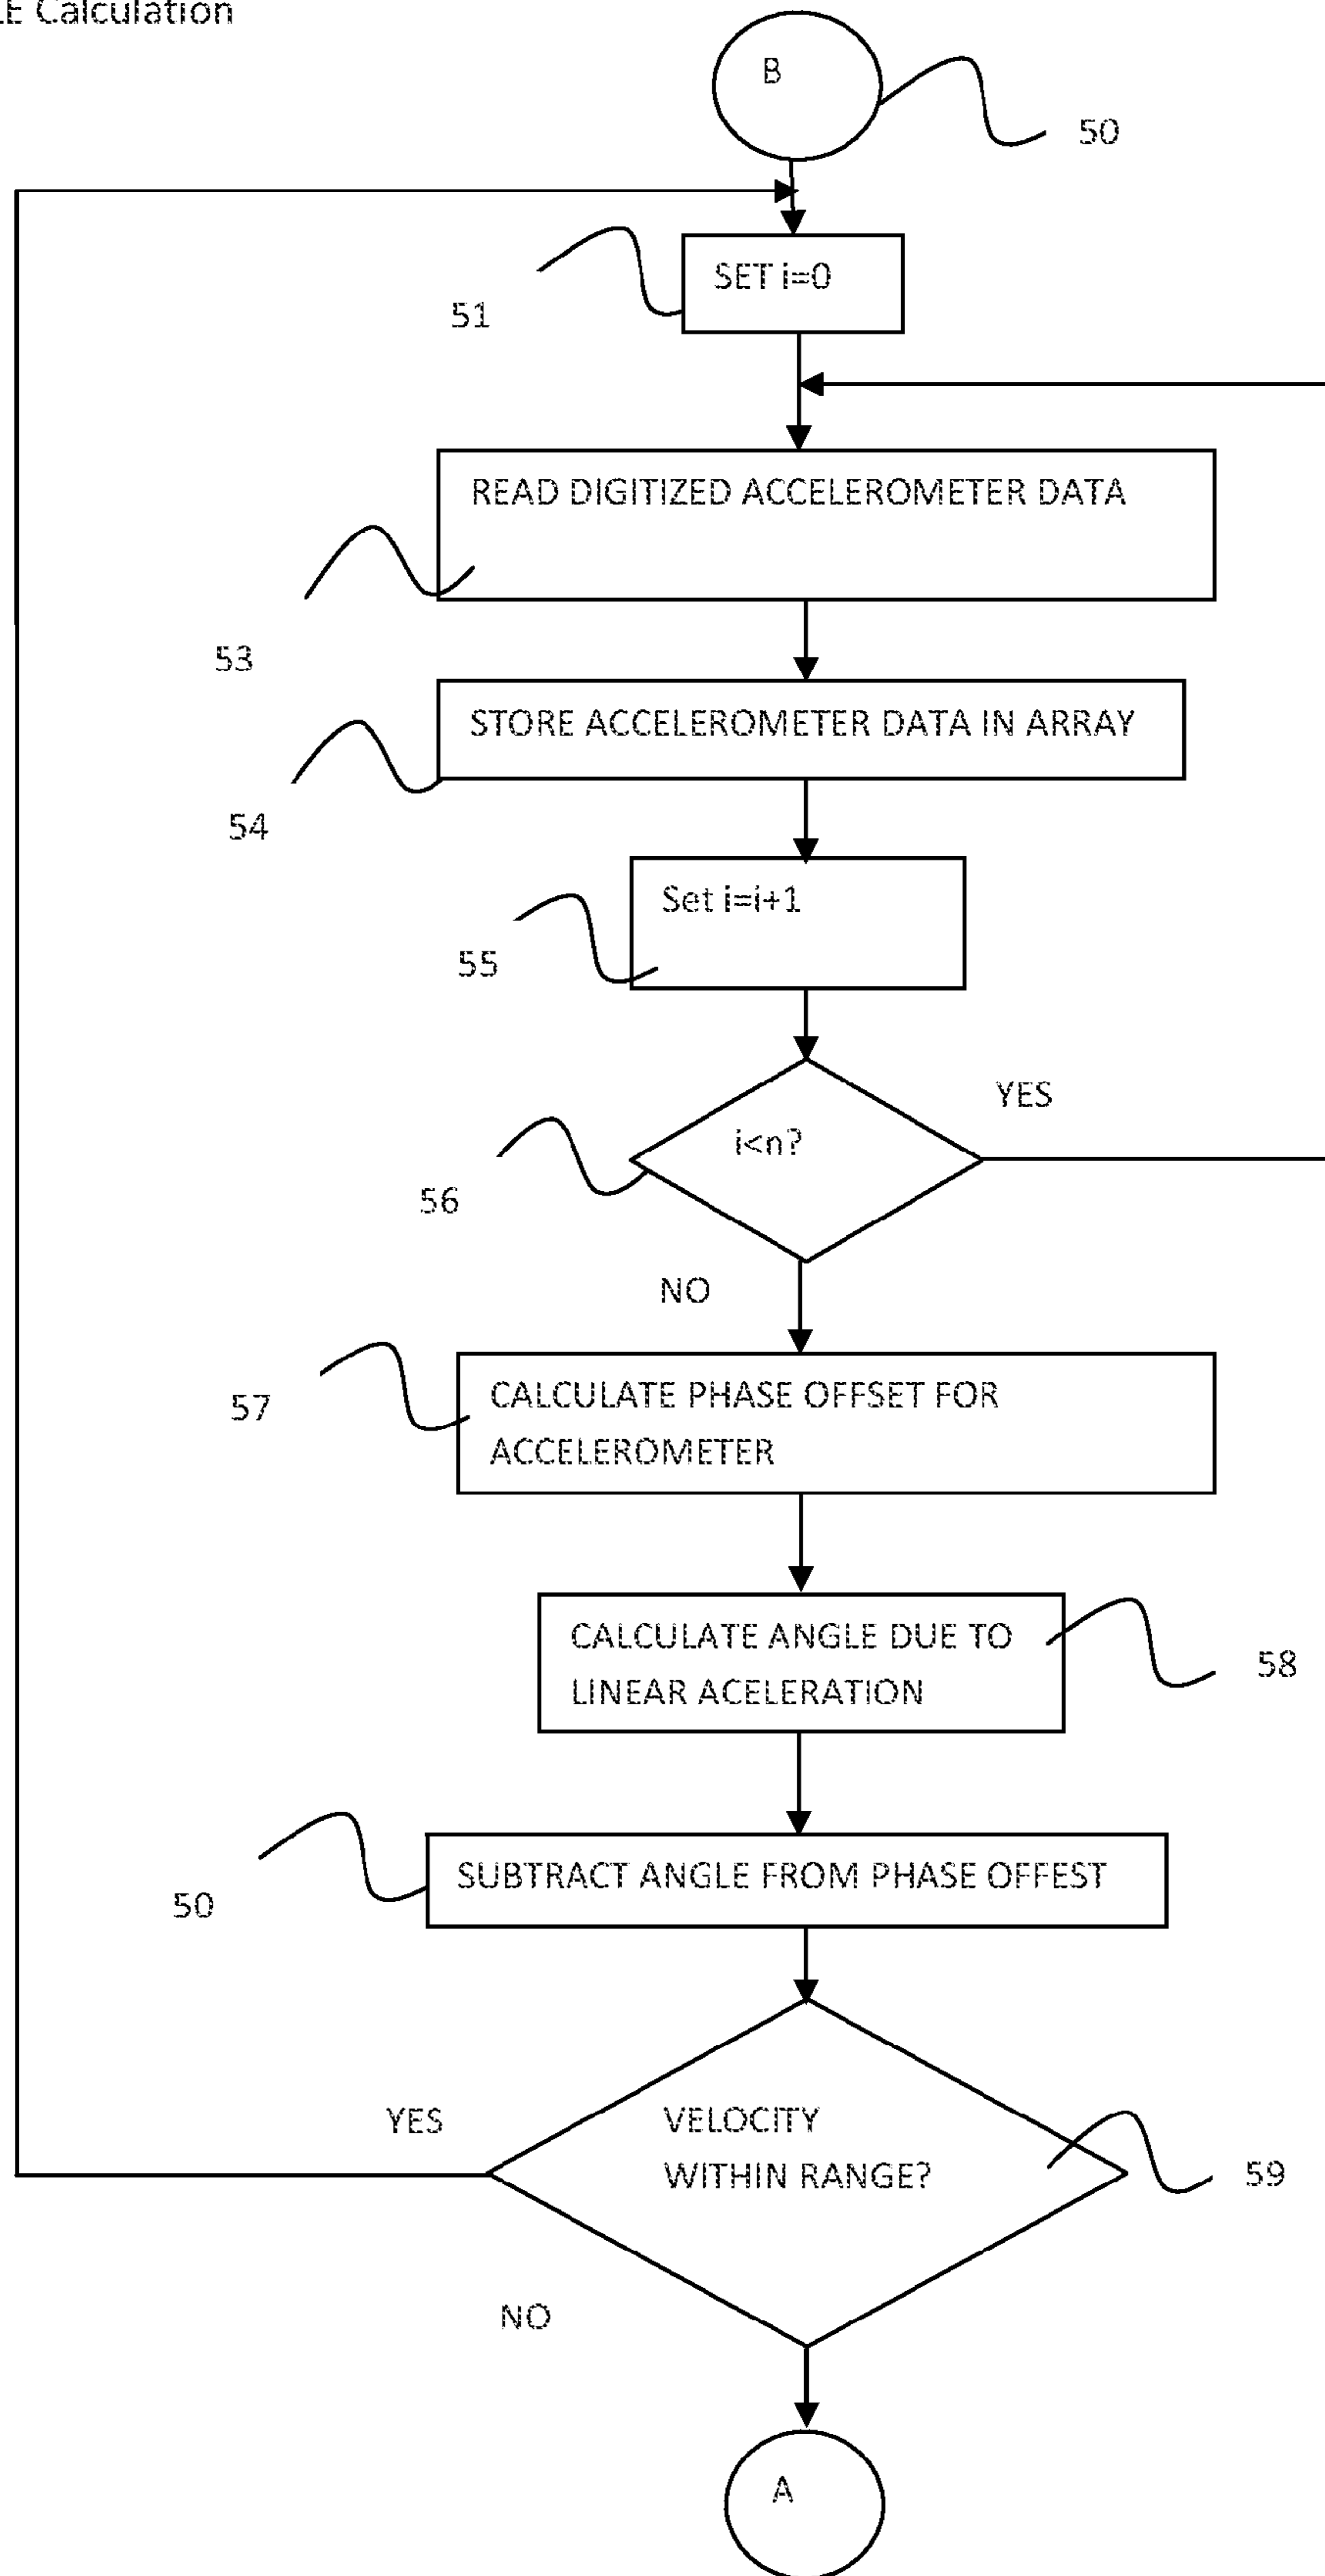 LE Calculation
B
50
SET i=0
51
READ DIGITIZED ACCELEROMETER DATA
53
STORE ACCELEROMETER DATA IN ARRAY
54
Set i=i+1
55
YES
i<n?
56
NO
57
CALCULATE PHASE OFFSET FOR
ACCELEROMETER
CALCULATE ANGLE DUE TO
LINEAR ACELERATION
58
SUBTRACT ANGLE FROM PHASE OFFEST
50
YES
VELOCITY
WITHIN RANGE?
59
NO
A